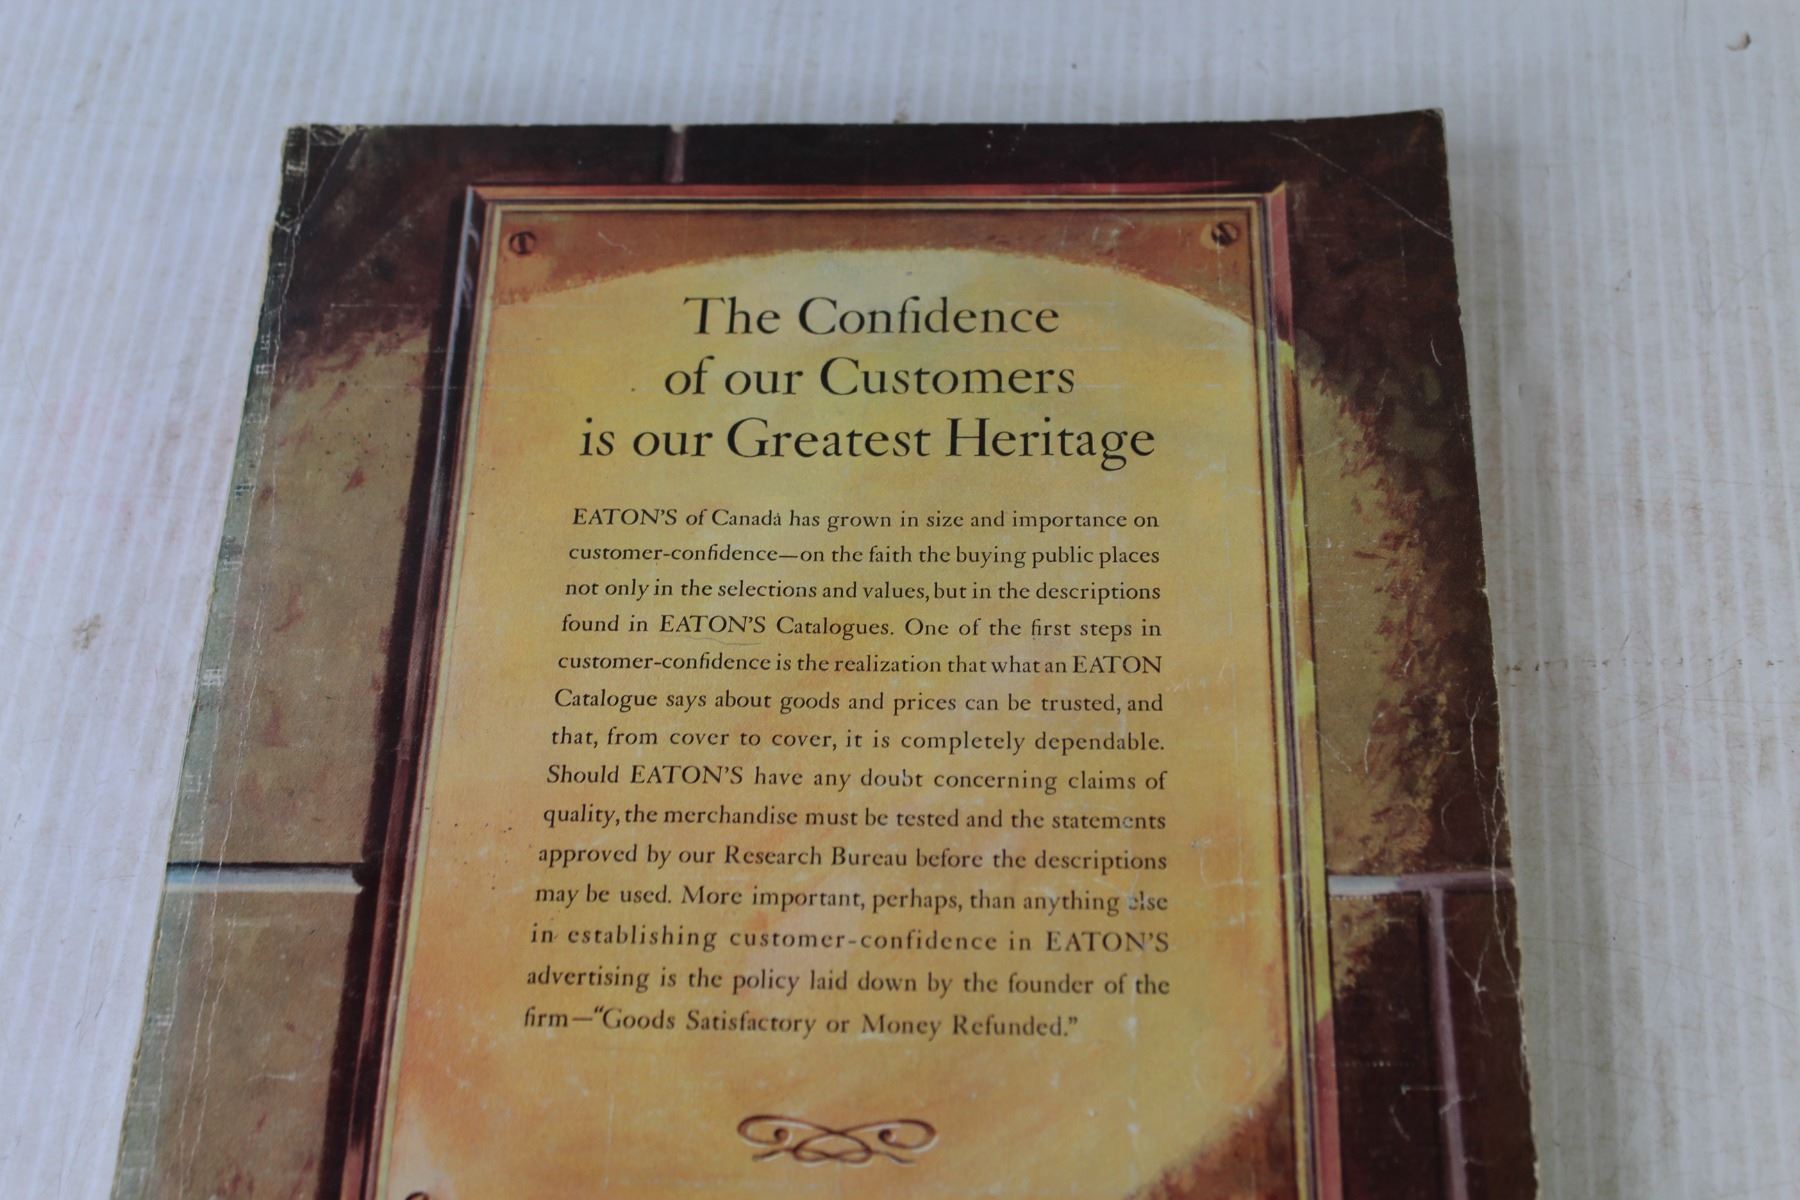 The Confidence
of our Customers
is our Greatest Heritage
EATON'S of Canada has grown in size and importance on
customer-confidence—on the faith the buying public places
not only in the selections and values, but in the descriptions
found in EATON'S Catalogues. One of the first steps in
customer-confidence is the realization that what an EATON
Catalogue says about goods and prices can be trusted, and
that, from cover to cover, it is completely dependable.
Should EATON'S have any doubt concerning claims of
quality, the merchandise must be tested and the statements
approved by our Research Bureau before the descriptions
may be used. More important, perhaps, than anything else
in establishing customer-confidence in EATON'S
advertising is the policy laid down by the founder of the
firm—“Goods Satisfactory or Money Refunded.”